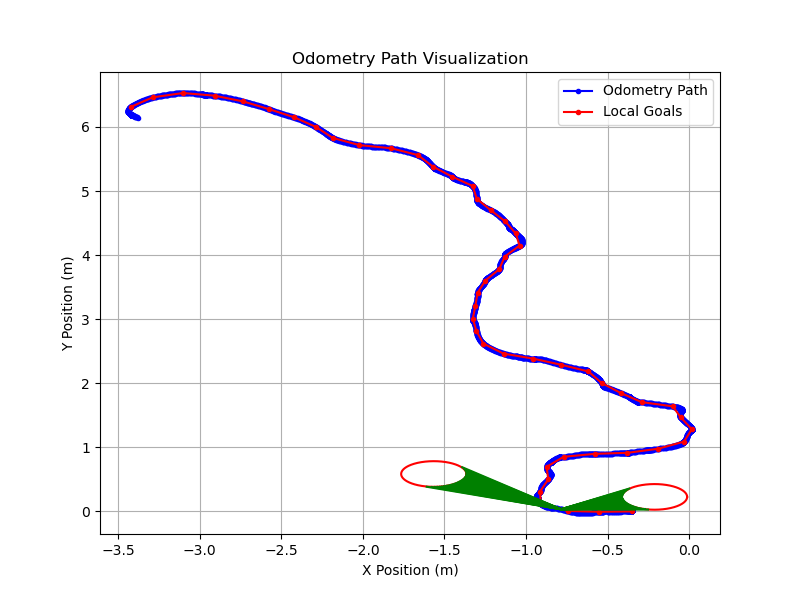 Odometry Path Visualization
Odometry Path
Local Goals
Y Position (m)
6
5
4
3
2
1
0
−3.5 −3.0 −2.5 −2.0 −1.5 −1.0 −0.5 0.0
X Position (m)